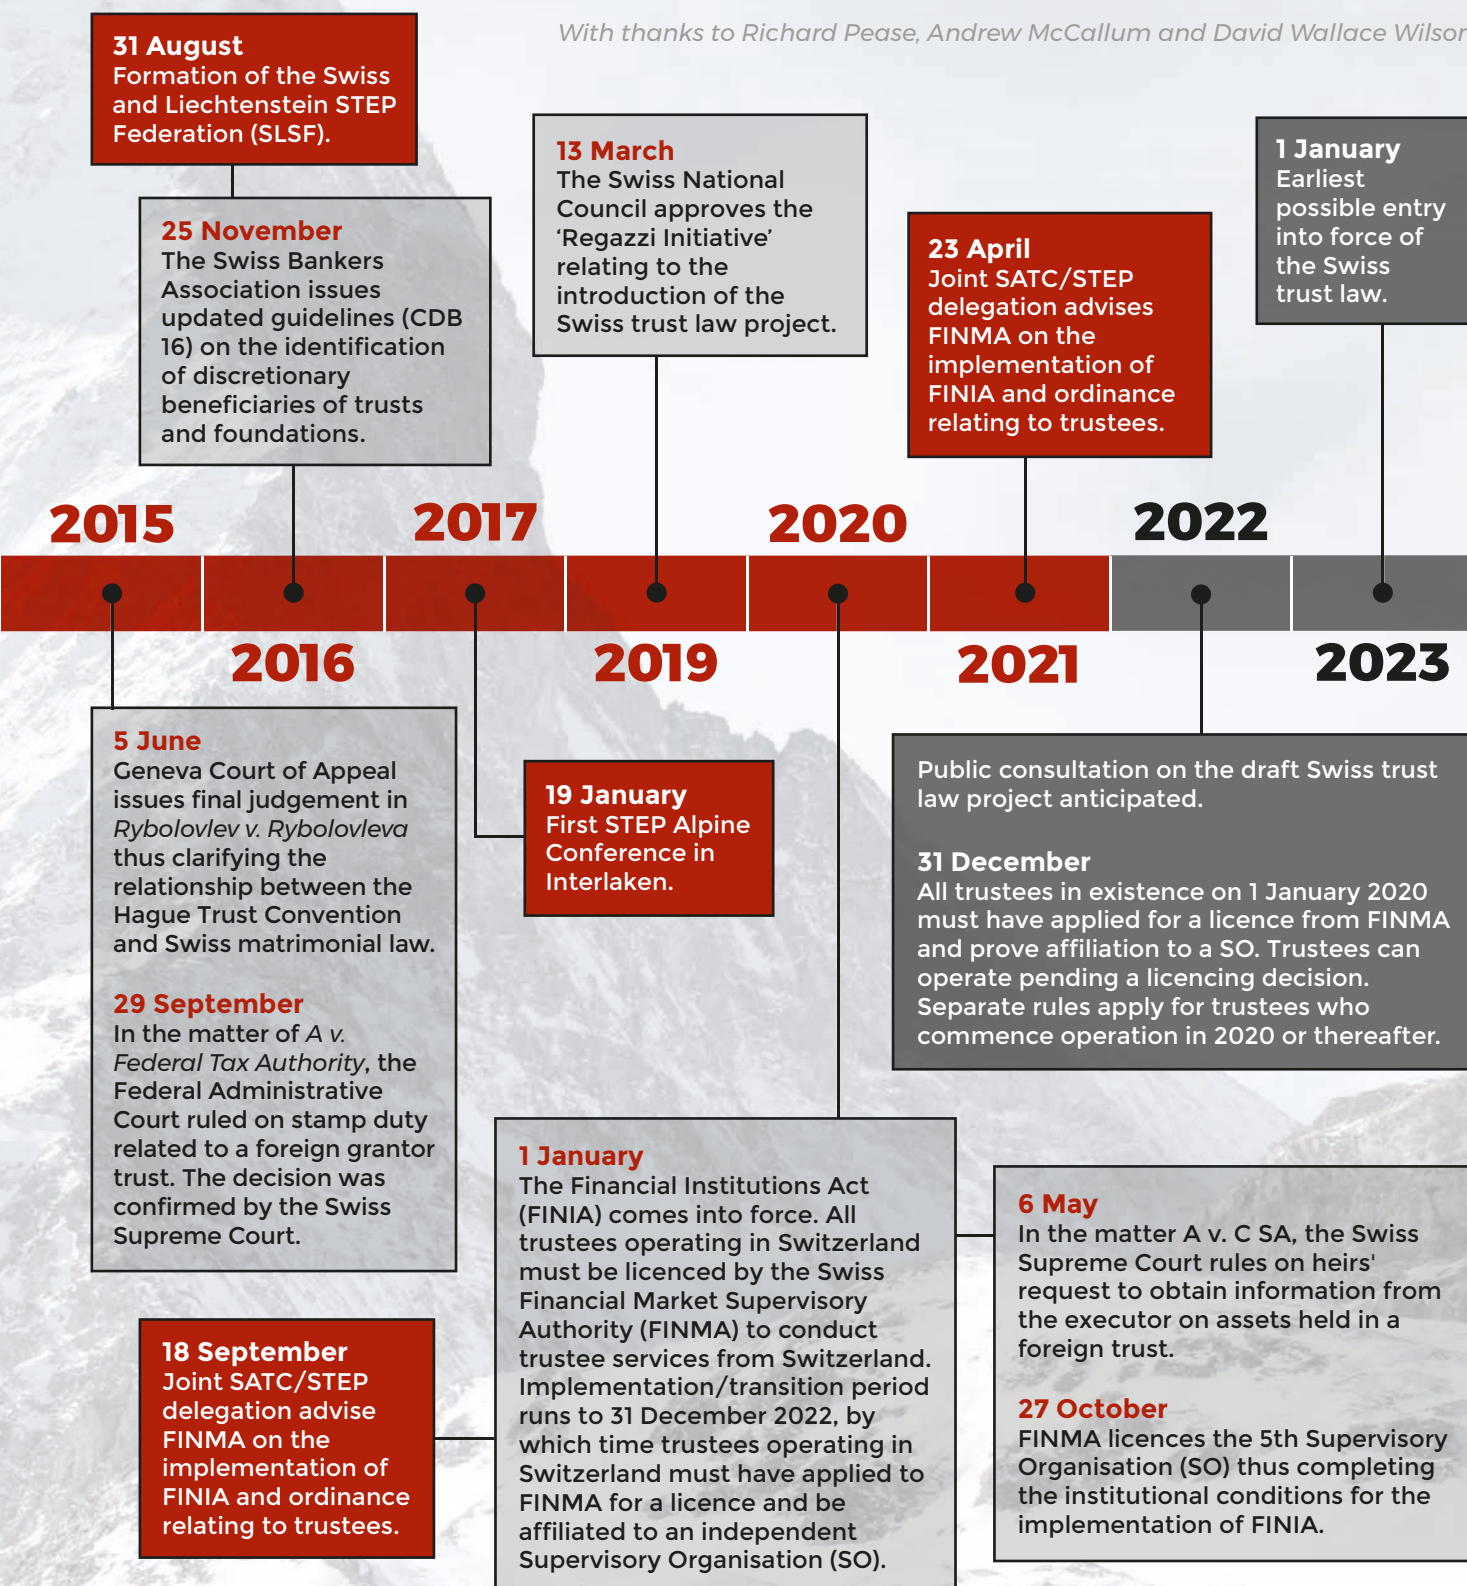 With thanks to Richard Pease, Andrew McCallum and David Wallace Wilson
31 August
Formation of the Swiss
and Liechtenstein STEP
Federation (SLSF).
25 November
The Swiss Bankers
Association issues
updated guidelines (CDB
16) on the identification
of discretionary
beneficiaries of trusts
and foundations.
13 March
The Swiss National
Council approves the
‘Regazzi Initiative’
relating to the
introduction of the
Swiss trust law project.
23 April
Joint SATC/STEP
delegation advises
FINMA on the
implementation of
FINIA and ordinance
relating to trustees.
1 January
Earliest
possible entry
into force of
the Swiss
trust law.
2015
2017
2020
2022
2016
2019
2021
2023
5 June
Geneva Court of Appeal
issues final judgement in
Rybolovlev v. Rybolovleva
thus clarifying the
relationship between the
Hague Trust Convention
and Swiss matrimonial law.
29 September
In the matter of A v.
Federal Tax Authority, the
Federal Administrative
Court ruled on stamp duty
related to a foreign grantor
trust. The decision was
confirmed by the Swiss
Supreme Court.
19 January
First STEP Alpine
Conference in
Interlaken.
Public consultation on the draft Swiss trust
law project anticipated.
31 December
All trustees in existence on 1 January 2020
must have applied for a licence from FINMA
and prove affiliation to a SO. Trustees can
operate pending a licencing decision.
Separate rules apply for trustees who
commence operation in 2020 or thereafter.
18 September
Joint SATC/STEP
delegation advise
FINMA on the
implementation of
FINIA and ordinance
relating to trustees.
1 January
The Financial Institutions Act
(FINIA) comes into force. All
trustees operating in Switzerland
must be licenced by the Swiss
Financial Market Supervisory
Authority (FINMA) to conduct
trustee services from Switzerland.
Implementation/transition period
runs to 31 December 2022, by
which time trustees operating in
Switzerland must have applied to
FINMA for a licence and be
affiliated to an independent
Supervisory Organisation (SO).
6 May
In the matter A v. C SA, the Swiss
Supreme Court rules on heirs'
request to obtain information from
the executor on assets held in a
foreign trust.
27 October
FINMA licences the 5th Supervisory
Organisation (SO) thus completing
the institutional conditions for the
implementation of FINIA.